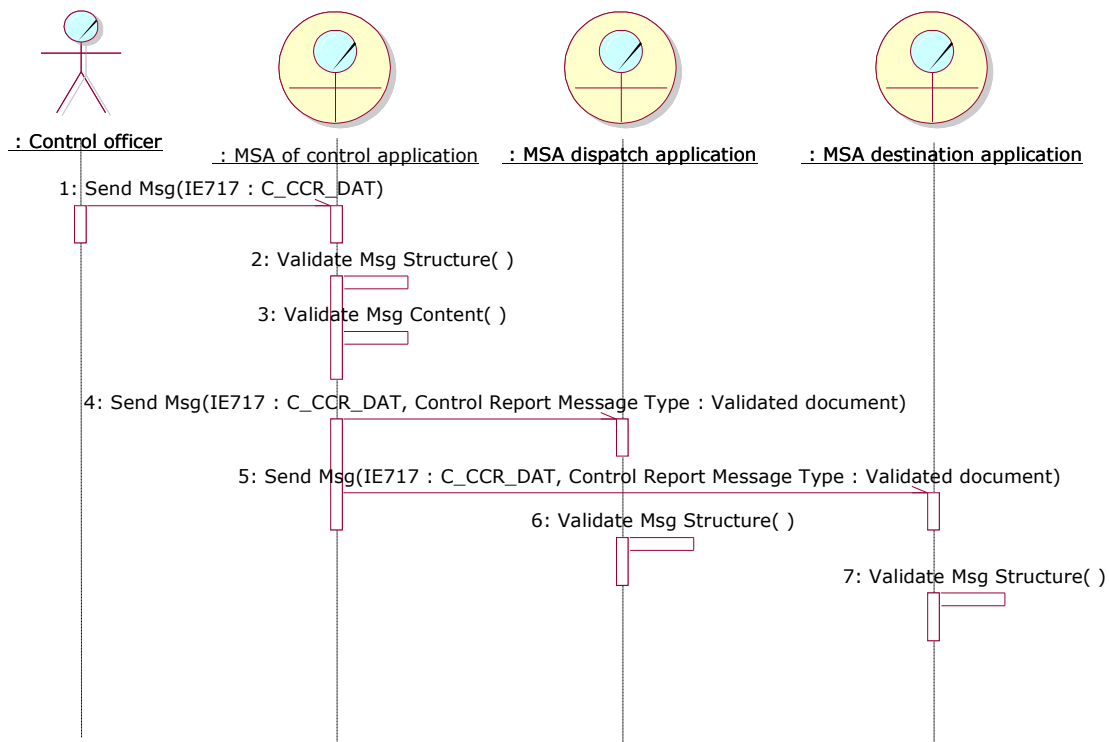 : Control officer
: MSA of control application
: MSA dispatch application
: MSA destination application
1: Send Msg(IE717 : C_CCR_DAT)
2: Validate Msg Structure( )
3: Validate Msg Content( )
4: Send Msg(IE717 : C_CCR_DAT, Control Report Message Type : Validated document)
5: Send Msg(IE717 : C_CCR_DAT, Control Report Message Type : Validated document)
6: Validate Msg Structure( )
7: Validate Msg Structure( )